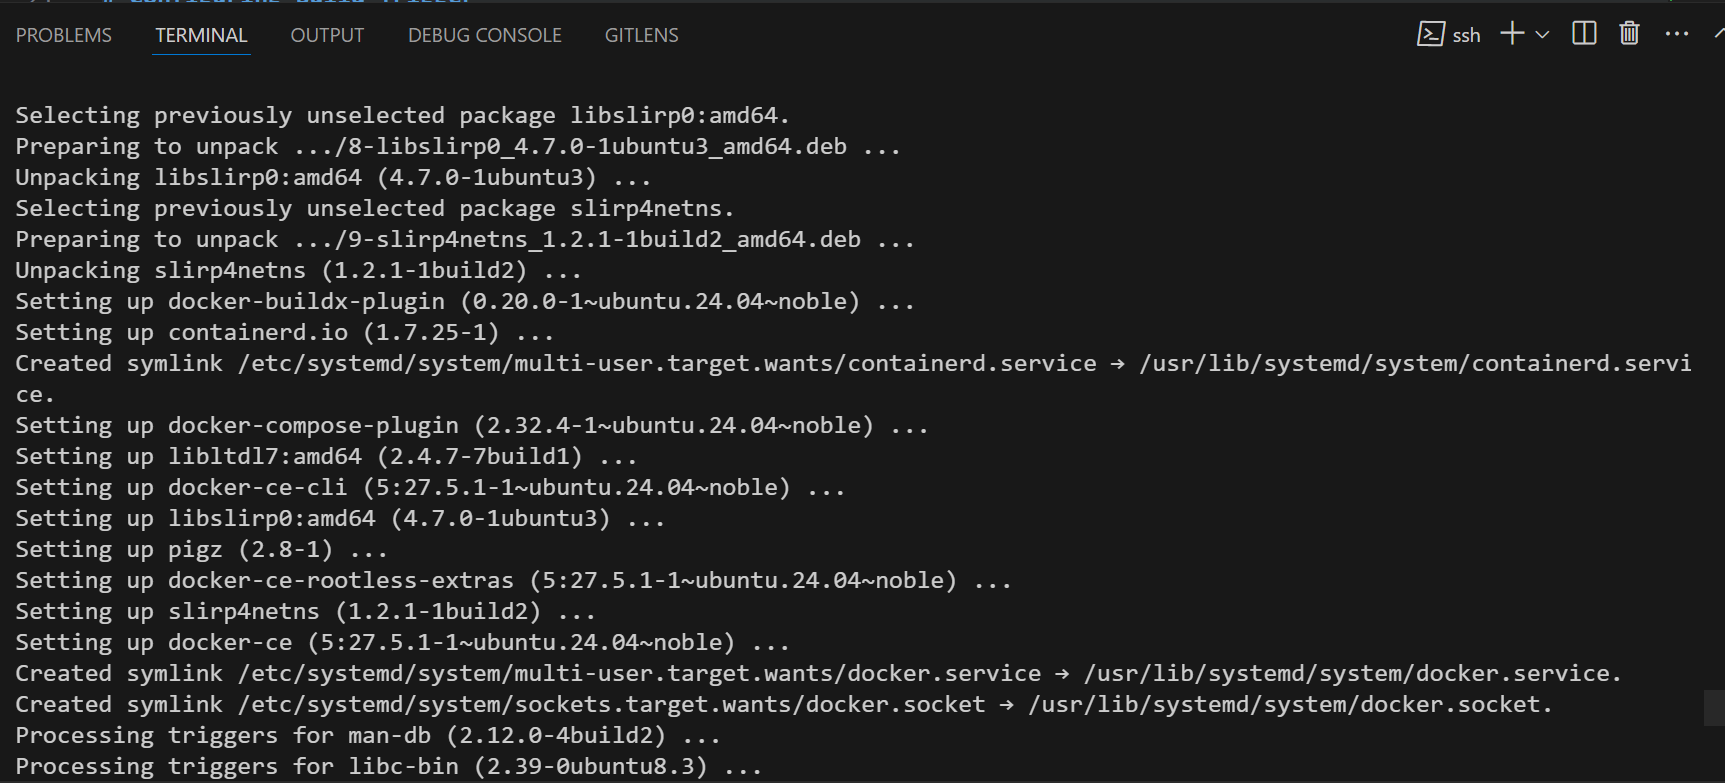 PROBLEMS TERMINAL OUTPUT DEBUG CONSOLE GITLENS ssh
Selecting previously unselected package libslirp0:amd64.
Preparing to unpack .../8-libslirp0_4.7.0-1ubuntu3_amd64.deb ...
Unpacking libslirp0:amd64 (4.7.0-1ubuntu3) ...
Selecting previously unselected package slirp4netns.
Preparing to unpack .../9-slirp4netns_1.2.1-1build2_amd64.deb ...
Unpacking slirp4netns (1.2.1-1build2) ...
Setting up docker-buildx-plugin (0.20.0-1~ubuntu.24.04~noble) ...
Setting up containerd.io (1.7.25-1) ...
Created symlink /etc/systemd/system/multi-user.target.wants/containerd.service → /usr/lib/systemd/system/containerd.servi
ce.
Setting up docker-compose-plugin (2.32.4-1~ubuntu.24.04~noble) ...
Setting up libltdl7:amd64 (2.4.7-7build1) ...
Setting up docker-ce-cli (5:27.5.1-1~ubuntu.24.04~noble) ...
Setting up libslirp0:amd64 (4.7.0-1ubuntu3) ...
Setting up pigz (2.8-1) ...
Setting up docker-ce-rootless-extras (5:27.5.1-1~ubuntu.24.04~noble) ...
Setting up slirp4netns (1.2.1-1build2) ...
Setting up docker-ce (5:27.5.1-1~ubuntu.24.04~noble) ...
Created symlink /etc/systemd/system/multi-user.target.wants/docker.service → /usr/lib/systemd/system/docker.service.
Created symlink /etc/systemd/system/sockets.target.wants/docker.socket → /usr/lib/systemd/system/docker.socket.
Processing triggers for man-db (2.12.0-4build2) ...
Processing triggers for libc-bin (2.39-0ubuntu8.3) ...